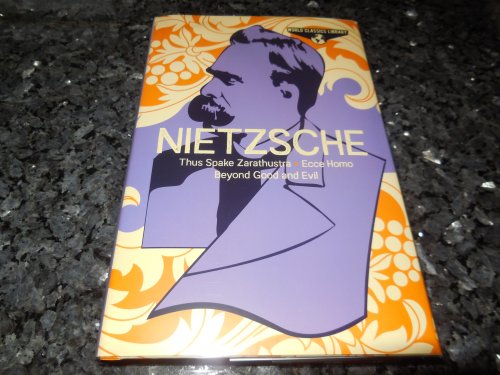 WORLD CLASSICS LIBRARY
NIETZSCHE
Thus Spake Zarathustra Ecce Homo
Beyond Good and Evil